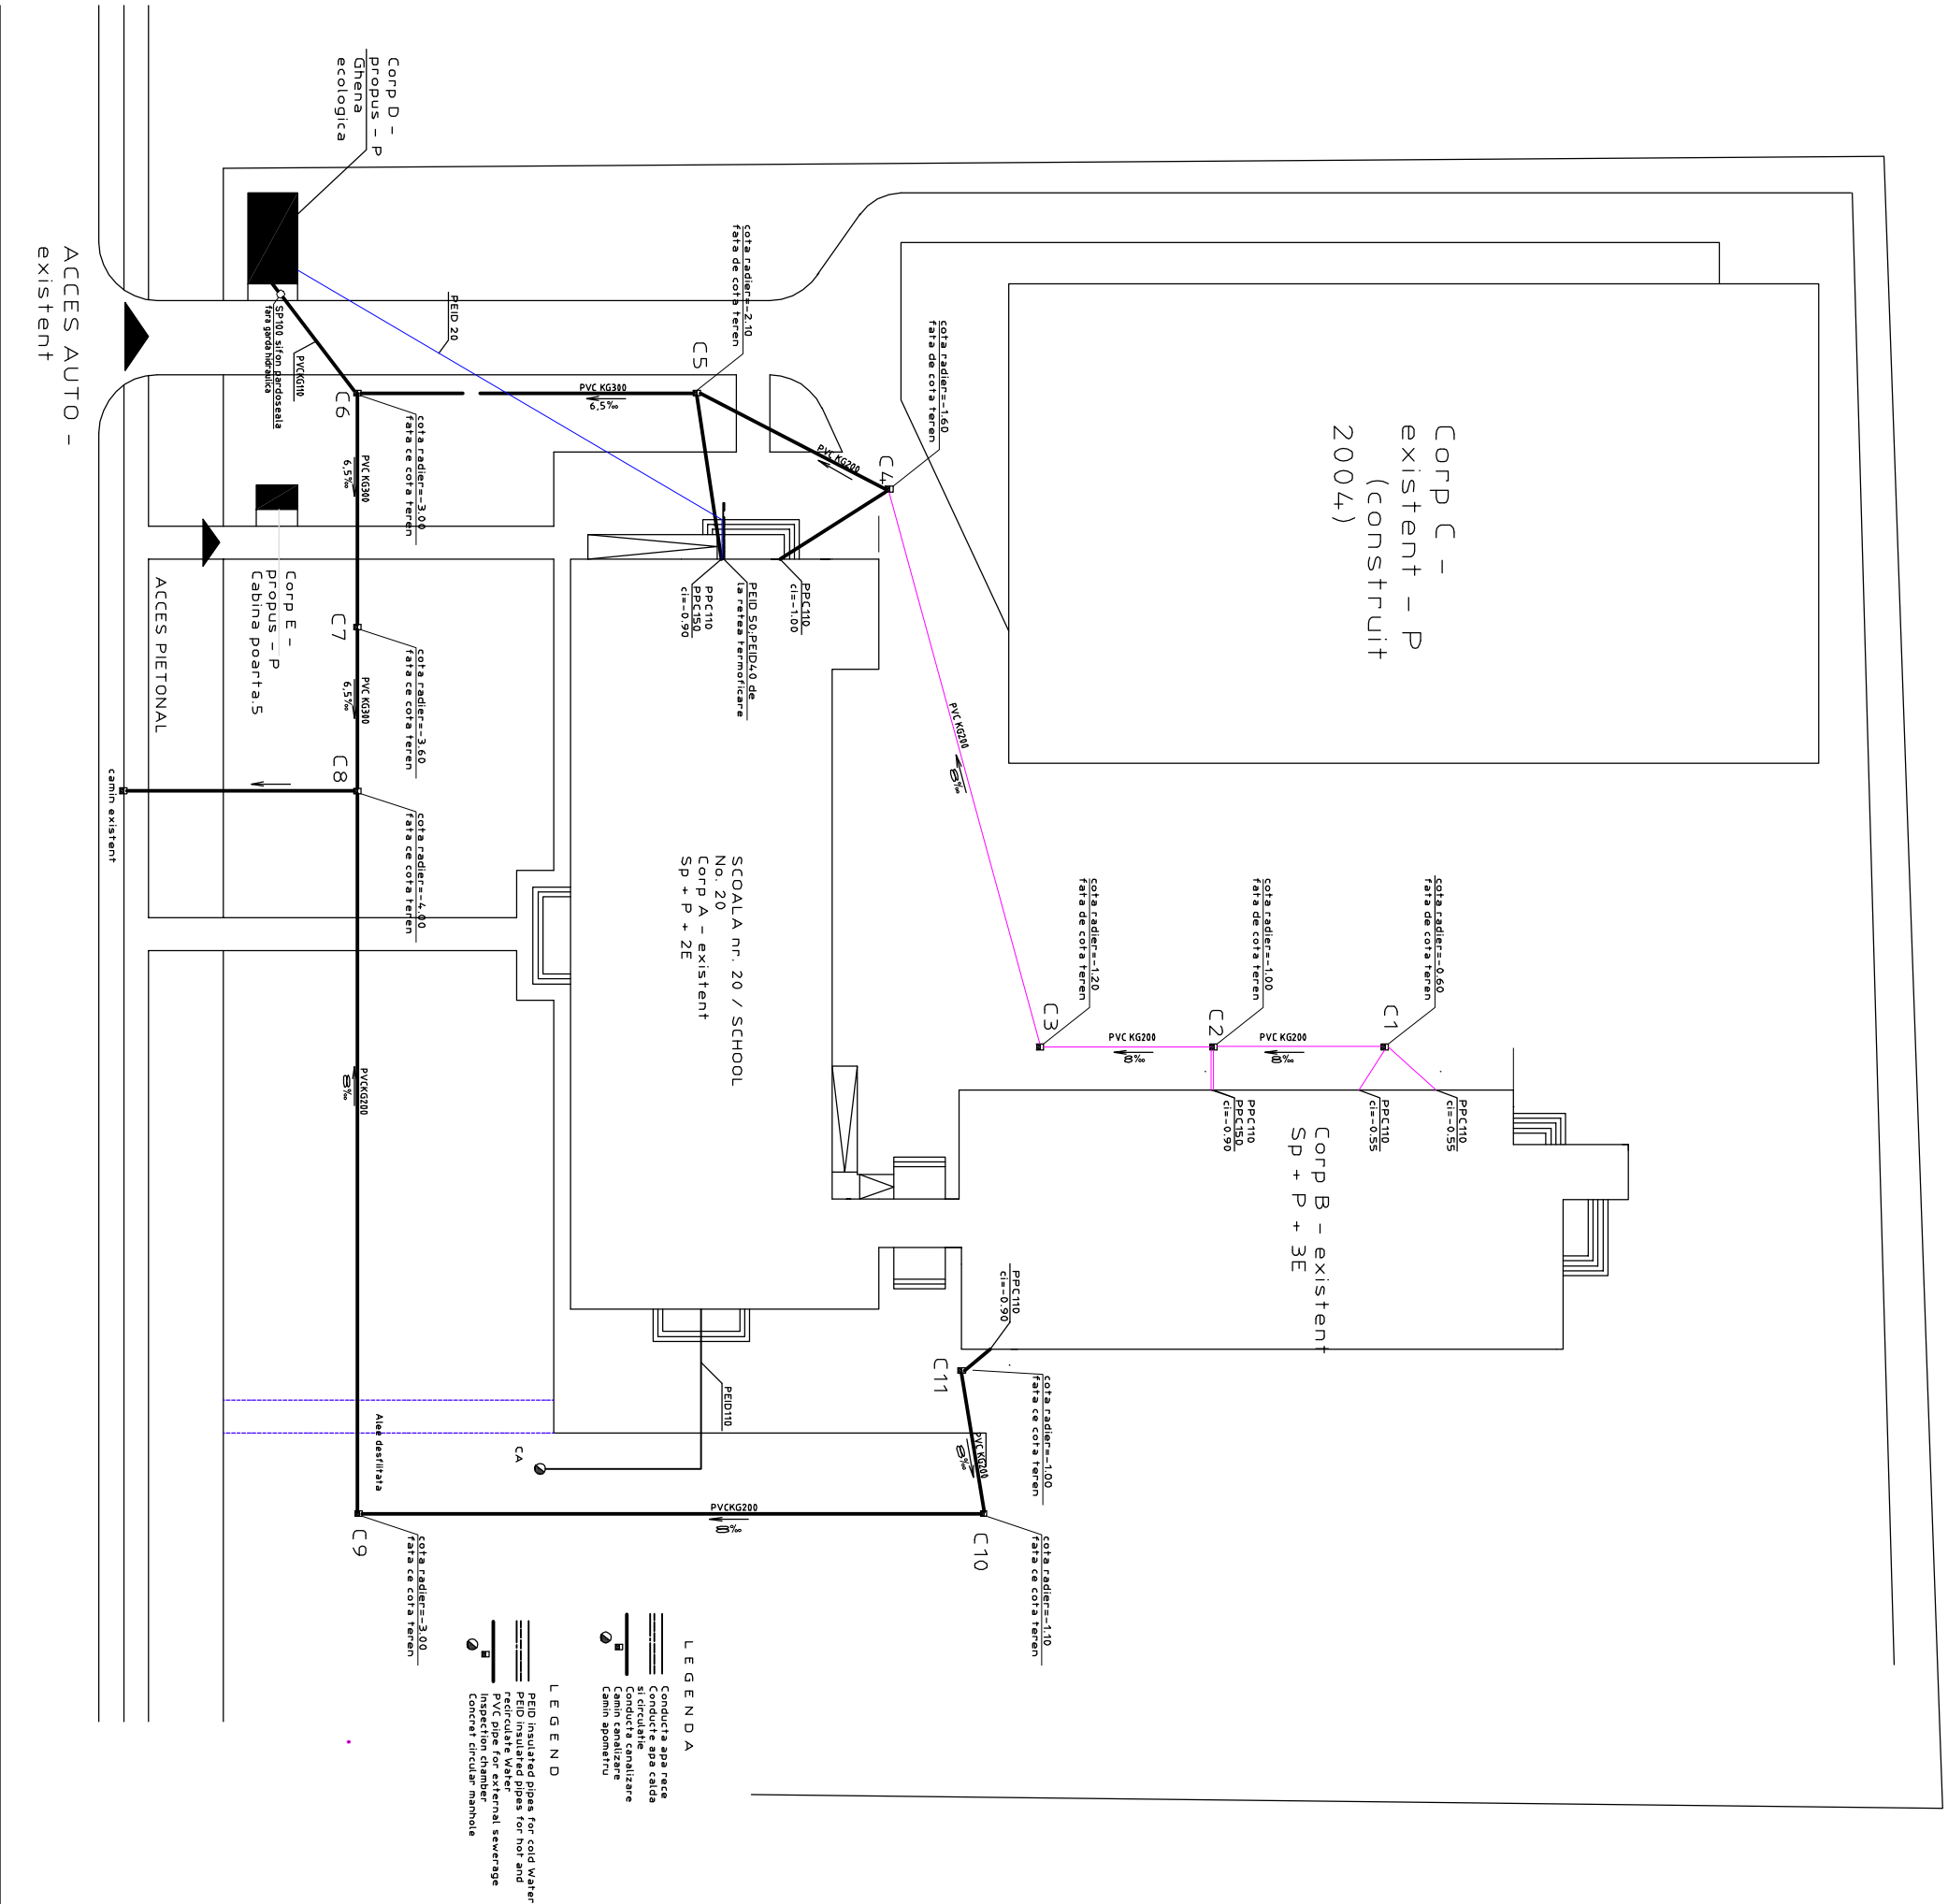 Corp D -
propus - P
Ghena
ecologica
ACCES AUTO -
existent
SP100 sifon pardoseala
fara garda hidraulica
PVCKG110
PEID 20
C6
cota radier=-3.00
fata ce cota teren
PVC KG300
6,5‰
C5
cota radier=-2.10
fata de cota teren
PVC KG300
6,5‰
C4
cota radier=-1.60
fata de cota teren
PVC KG200
Corp C -
existent - P
(construit
2004)
PPC110
ci=-1.00
PEID 50;PEID40 de
la retea termoficare
PPC110
PPC150
ci=-0.90
Corp E -
propus - P
Cabina poarta.5
ACCES PIETONAL
C7
cota radier=-3.60
fata ce cota teren
PVC KG300
6,5‰
C8
cota radier=-4.00
fata ce cota teren
camin existent
PVC KG200
8‰
SCOALA nr. 20 / SCHOOL
No. 20
Corp A - existent
Sp + P + 2E
C3
cota radier=-1.20
fata de cota teren
PVC KG200
8‰
C2
cota radier=-1.00
fata de cota teren
PVC KG200
8‰
C1
cota radier=-0.60
fata de cota teren
PPC110
ci=-0.55
PPC110
ci=-0.55
PPC110
PPC150
ci=-0.90
Corp B - existent
Sp + P + 3E
PVCKG200
8‰
PPC110
ci=-0.90
C11
cota radier=-1.00
fata ce cota teren
PVC KG200
8‰
PEID110
CA
Alee desfiitata
C10
cota radier=-1.10
fata ce cota teren
PVCKG200
8‰
C9
cota radier=-3.00
fata ce cota teren
LEGENDA
Conducta apa rece
Conducte apa calda
si circulatie
Conducta canalizare
Camin canalizare
Camin apometru
LEGEND
PEID insulated pipes for cold Water
PEID insulated pipes for hot and
recirculate Water
PVC pipe for external sewerage
Inspection chamber
Concret circular manhole